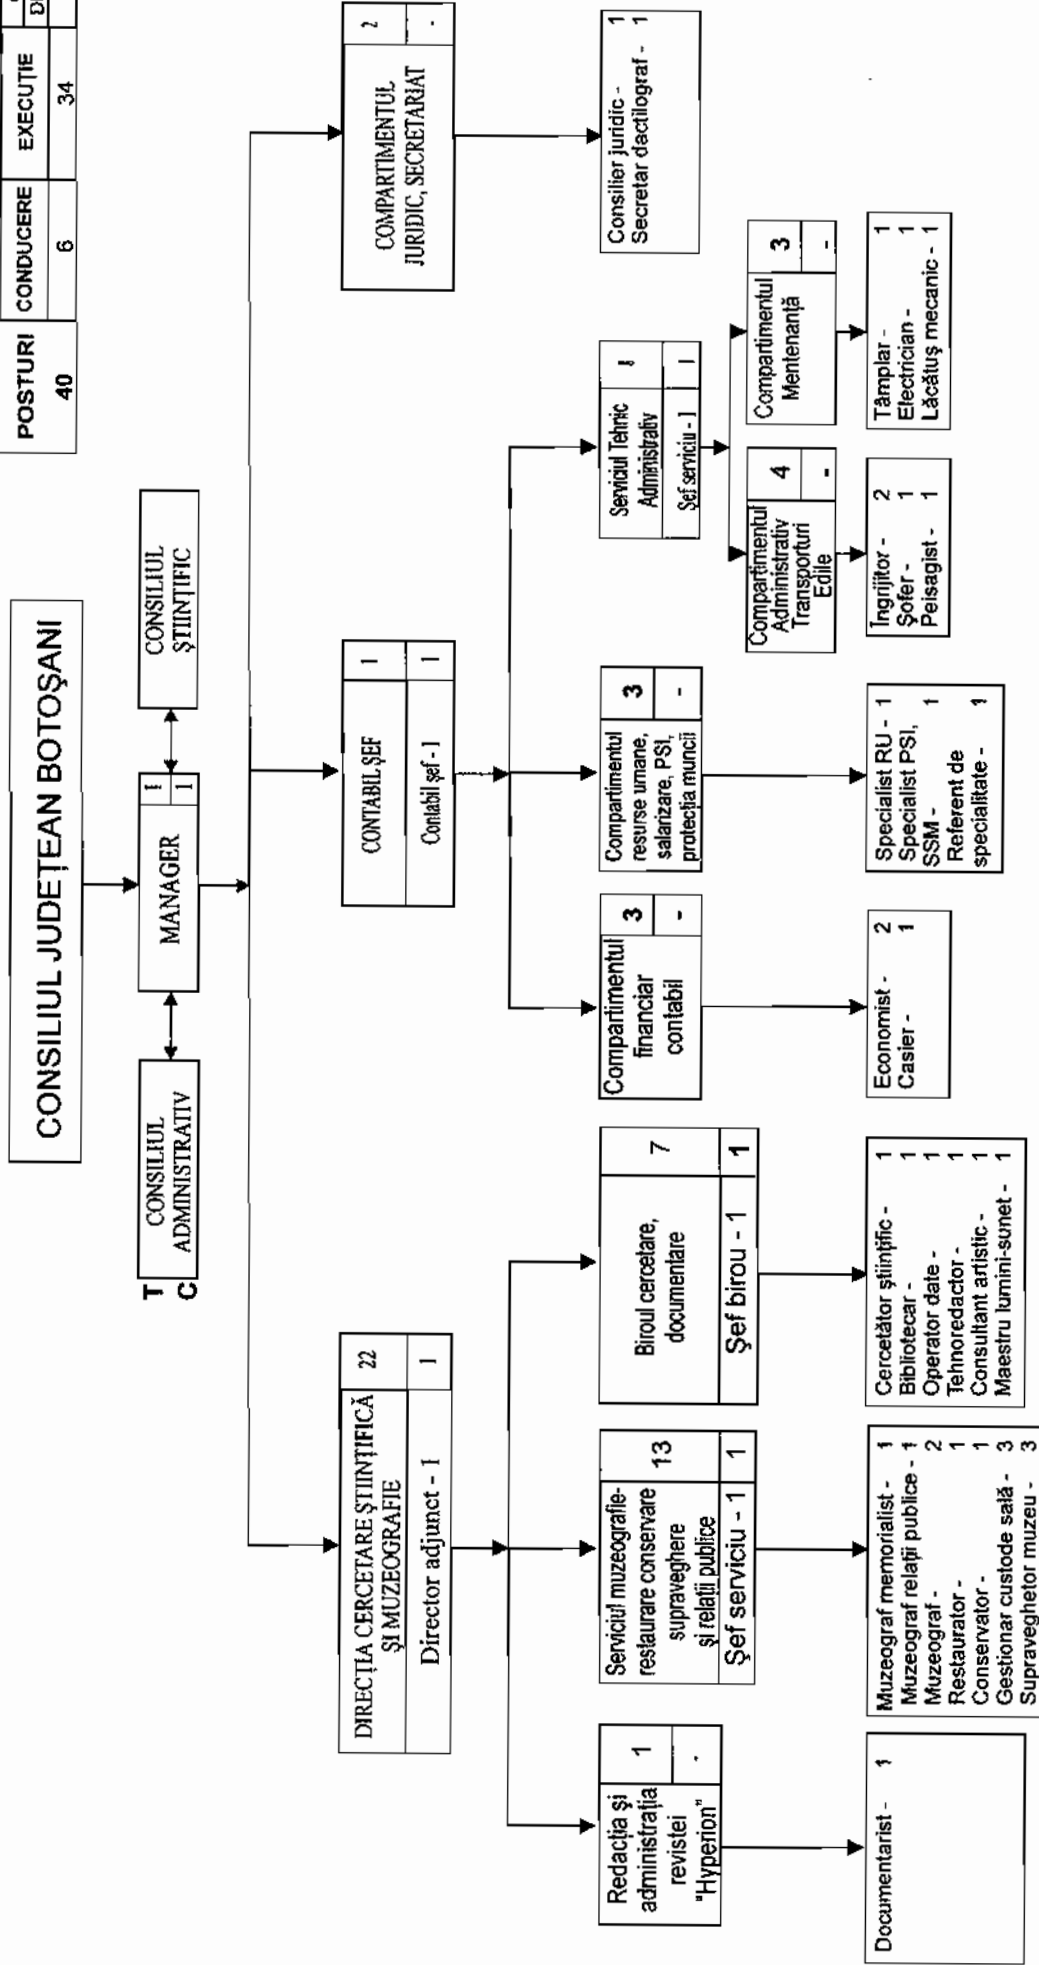 POSTURI CONDUCERE EXECUȚIE
40 6 34
CONSILIUL JUDEȚEAN BOTOȘANI
T
C
CONSILIUL
ADMINISTRATIV
MANAGER
1
1
CONSILIUL
ȘTIINȚIFIC
DIRECȚIA CERCETARE ȘTIINȚIFICĂ
ȘI MUZEOGRAFIE
22
Director adjunct - 1
1
CONTABIL ȘEF
1
Contabil șef - 1
1
COMPARTIMENTUL
JURIDIC, SECRETARIAT
2
-
Redacția și
administrația
revistei
"Hyperion"
1
-
Serviciul muzeografie-
restaurare conservare
supraveghere
și relații publice
13
Șef serviciu - 1
1
Biroul cercetare,
documentare
7
Șef birou - 1
1
Compartimentul
financiar
contabil
3
-
Compartimentul
resurse umane,
salarizare, PSI,
protecția muncii
3
-
Serviciul Tehnic
Administrativ
Șef serviciu - 1
1
Consilier juridic - 1
Secretar dactilograf - 1
Compartimentul
Administrativ
Transporturi
Edile
4
-
Compartimentul
Mentenanță
3
-
Documentarist - 1
Muzeograf memorialist - 1
Muzeograf relații publice - 1
Muzeograf - 2
Restaurator - 1
Conservator - 1
Gestionar custode sală - 3
Supraveghetor muzeu - 3
Cercetător științific - 1
Bibliotecar - 1
Operator date - 1
Tehnoredactor - 1
Consultant artistic - 1
Maestru lumini-sunet - 1
Economist - 2
Casier - 1
Specialist RU - 1
Specialist PSI,
SSM - 1
Referent de
specialitate - 1
Ingrijitor - 2
Șofer - 1
Peisagist - 1
Tâmplar - 1
Electrician - 1
Lăcătuș mecanic - 1